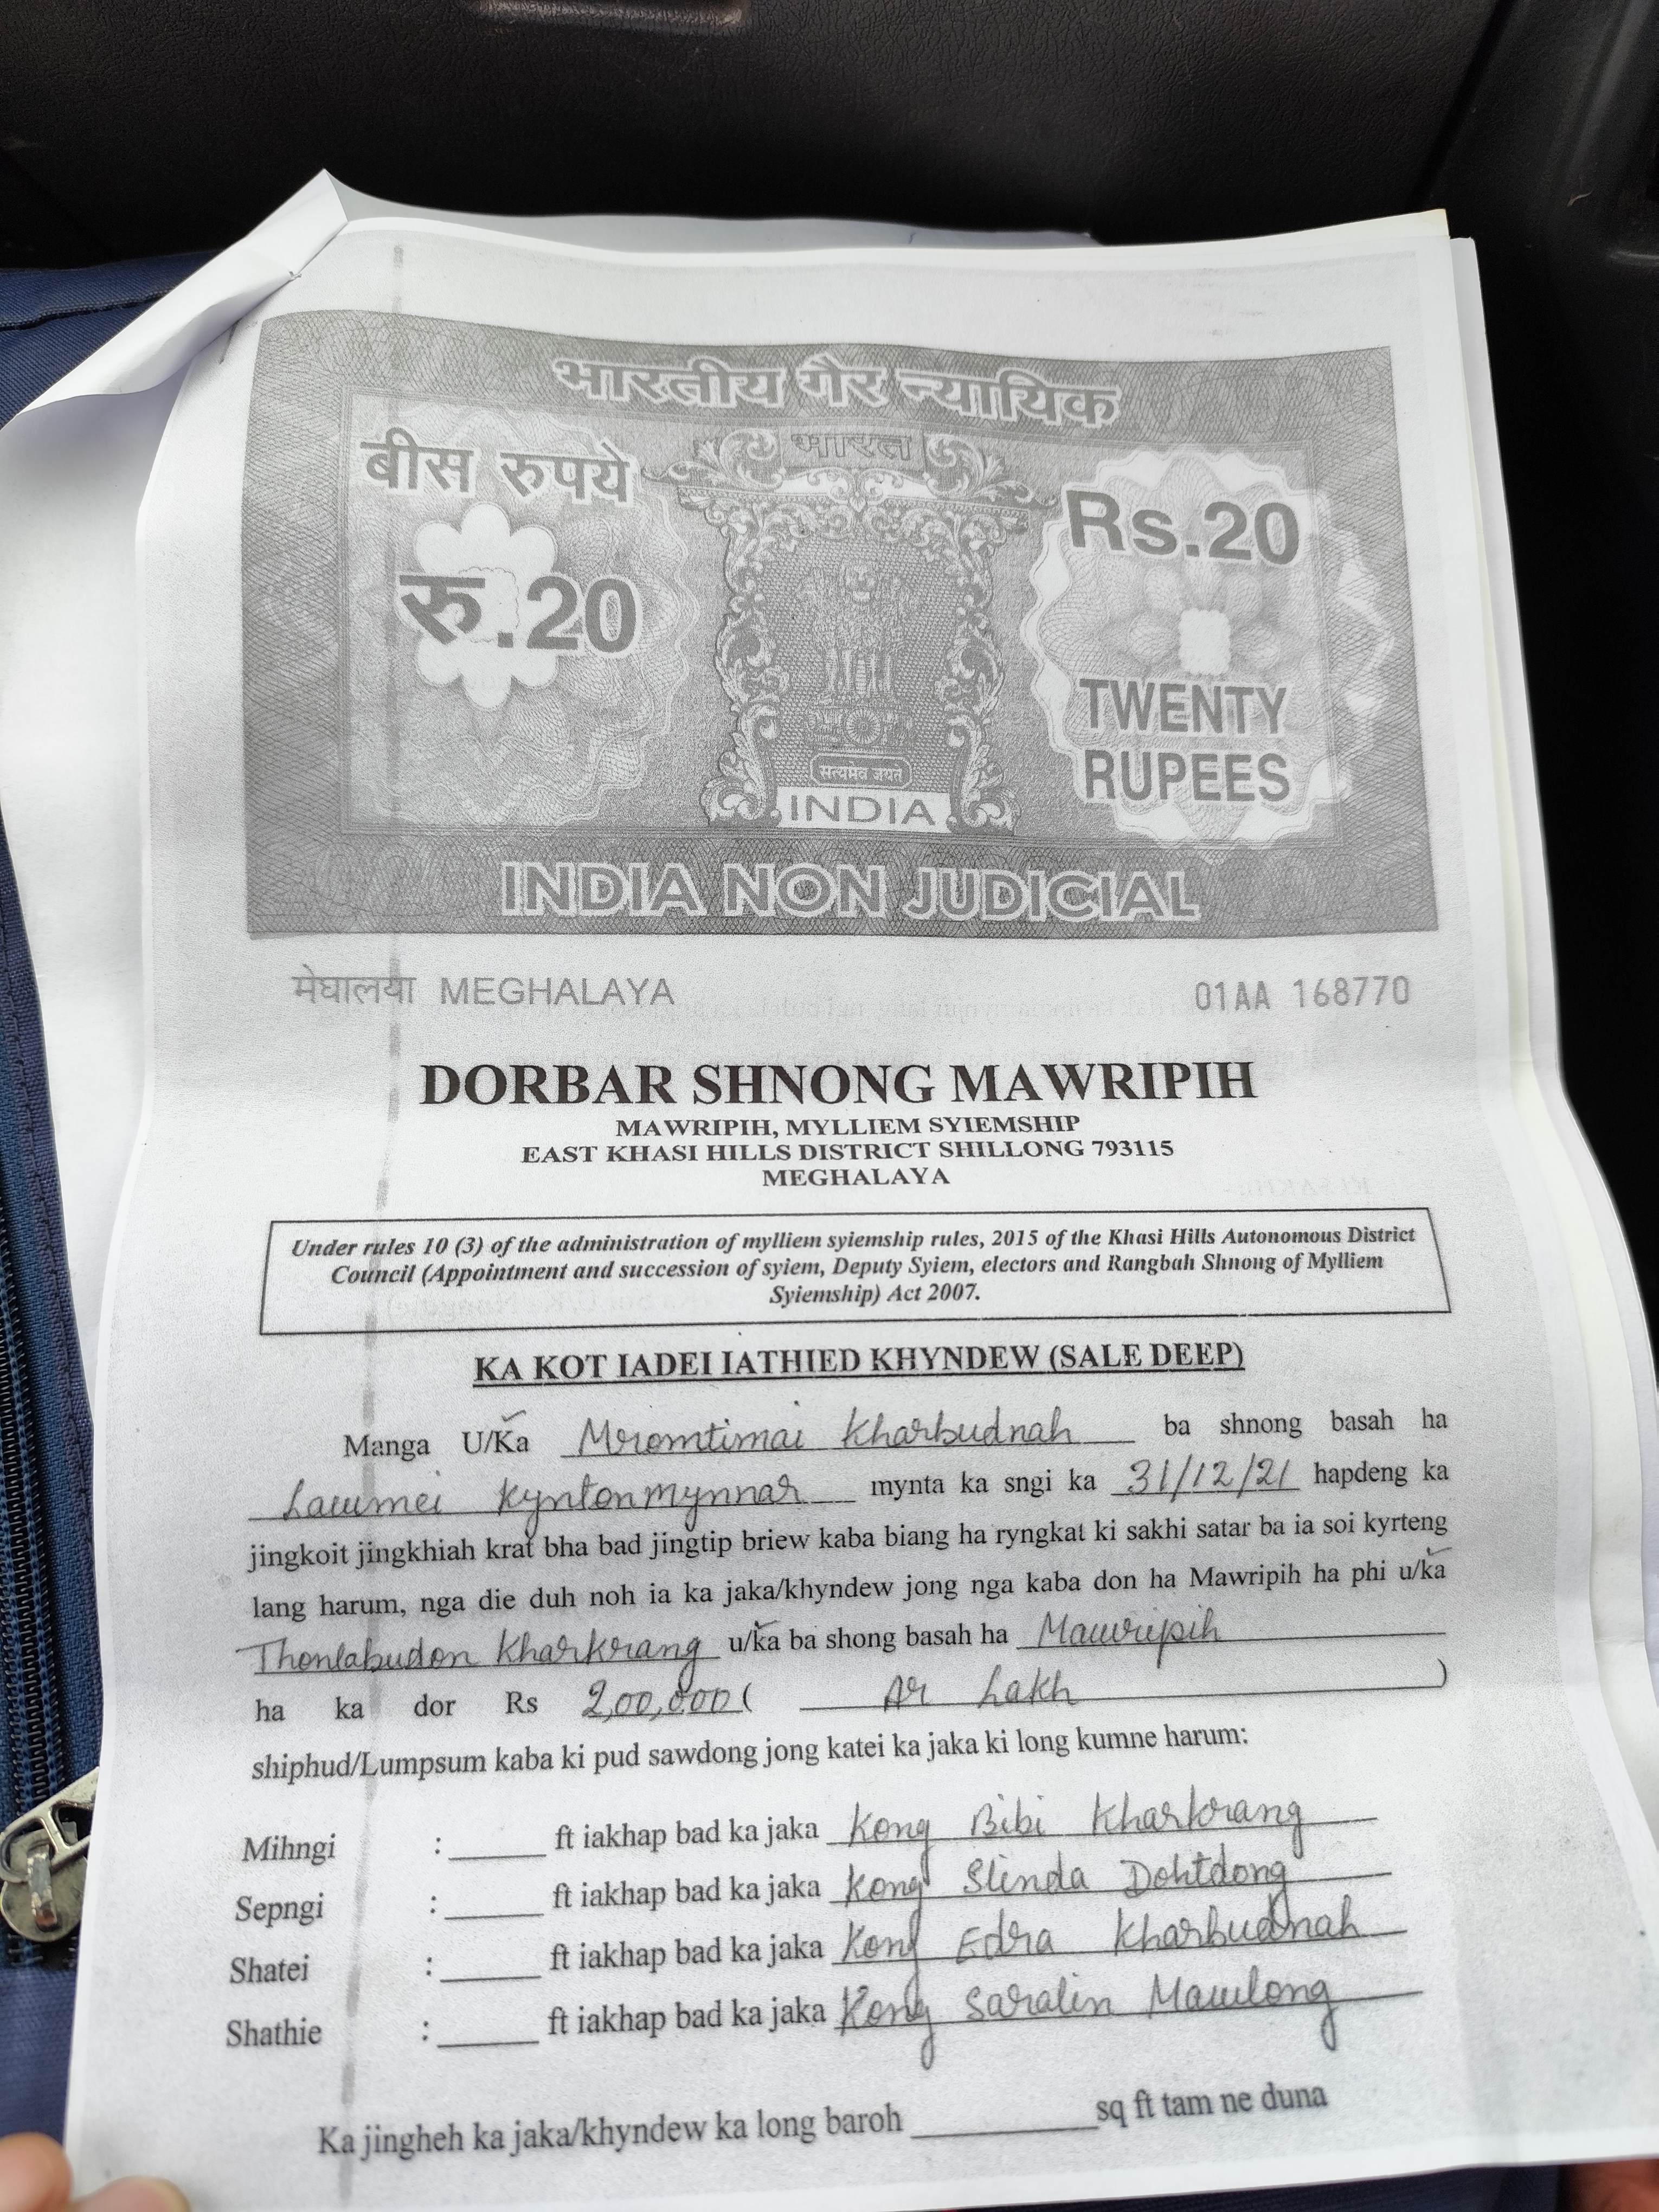 भारतीय गैर न्यायिक
भारत
बीस रुपये
रु.20
Rs.20
TWENTY
RUPEES
सत्यमेव जयते
INDIA
INDIA NON JUDICIAL
मेघालया MEGHALAYA 01AA 168770
DORBAR SHNONG MAWRIPIH
MAWRIPIH, MYLLIEM SYIEMSHIP
EAST KHASI HILLS DISTRICT SHILLONG 793115
MEGHALAYA
Under rules 10 (3) of the administration of mylliem syiemship rules, 2015 of the Khasi Hills Autonomous District
Council (Appointment and succession of syiem, Deputy Syiem, electors and Rangbah Shnong of Mylliem
Syiemship) Act 2007.
KA KOT IADEI IATHIED KHYNDEW (SALE DEEP)
Manga U/Ka Mromtimai Kharbudnah ba shnong basah ha
Lawmei Kyntonmynnar mynta ka sngi ka 31/12/21 hapdeng ka
jingkoit jingkhiah krat bha bad jingtip briew kaba biang ha ryngkat ki sakhi satar ba ia soi kyrteng
lang harum, nga die duh noh ia ka jaka/khyndew jong nga kaba don ha Mawripih ha phi u/ka
Thonlabudon Kharkrang u/ka ba shong basah ha Mawripih
ha ka dor Rs 2,00,000 ( Ar Lakh )
shiphud/Lumpsum kaba ki pud sawdong jong katei ka jaka ki long kumne harum:
Mihngi : ______ ft iakhap bad ka jaka Kong Bibi Kharkrang
Sepngi : ______ ft iakhap bad ka jaka Kong Slinda Dohtdong
Shatei : ______ ft iakhap bad ka jaka Kong Edra Kharbudnah
Shathie : ______ ft iakhap bad ka jaka Kong Saralin Mawlong
Ka jingheh ka jaka/khyndew ka long baroh __________ sq ft tam ne duna